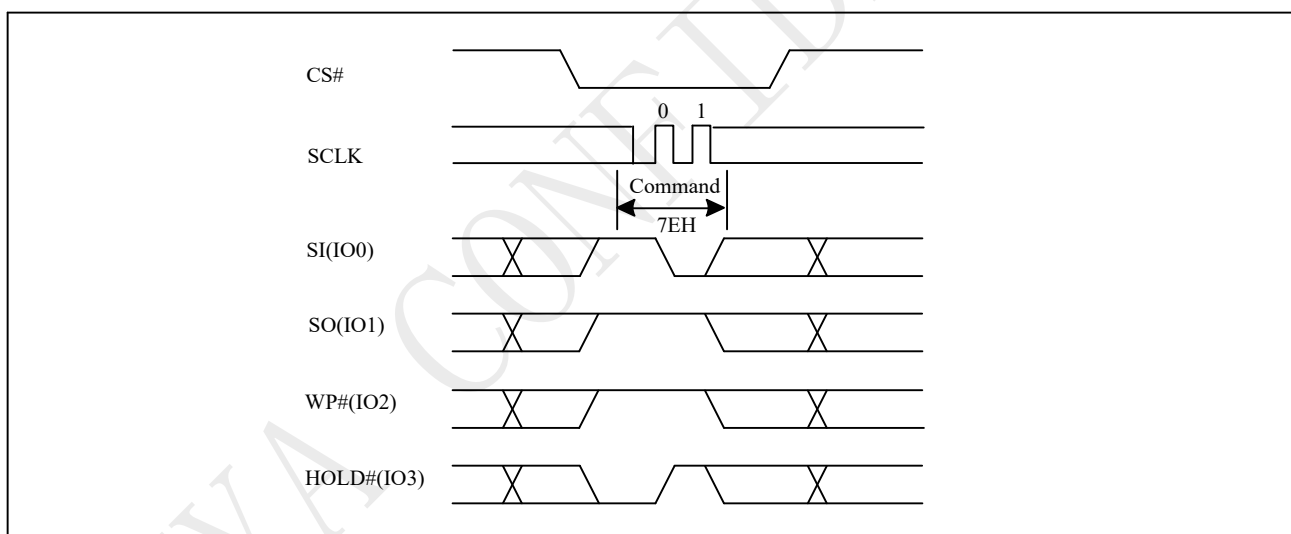 CS#
0 1
SCLK
Command
7EH
SI(IO0)
SO(IO1)
WP#(IO2)
HOLD#(IO3)